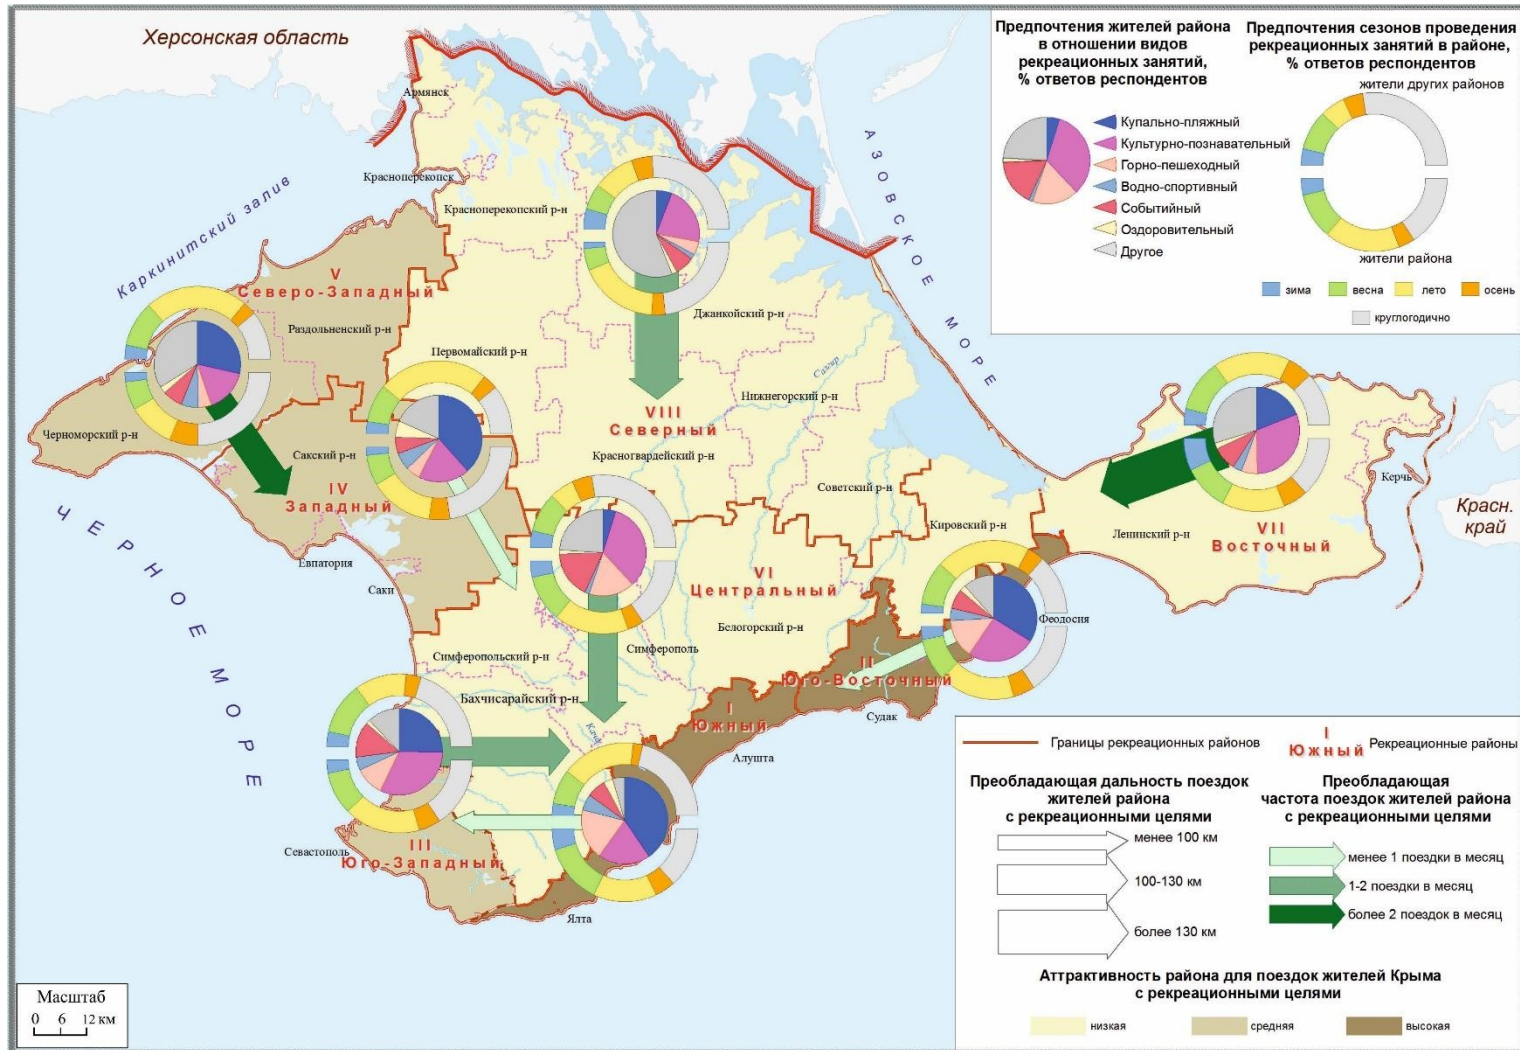 Херсонская область
Армянск
Красноперекопск
Красноперекопский р-н
Каркинитский залив
АЗОВСКОЕ МОРЕ
V
Северо-Западный
Раздольненский р-н
Джанкойский р-н
Первомайский р-н
Салгир
Нижнегорский р-н
VIII
Северный
Черноморский р-н
Сакский р-н
Красногвардейский р-н
IV
Западный
Советский р-н
Керчь
Красн.
край
Кировский р-н
Ленинский р-н
VII
Восточный
Евпатория
Саки
VI
Центральный
ЧЕРНОЕ МОРЕ
Белогорский р-н
Феодосия
Симферополь
Симферопольский р-н
II
Юго-Восточный
Бахчисарайский р-н
I
Южный
Судак
Кача
Алушта
Севастополь
III
Юго-Западный
Ялта
Масштаб
0 6 12 км
Предпочтения жителей района
в отношении видов
рекреационных занятий,
% ответов респондентов
Купально-пляжный
Культурно-познавательный
Горно-пешеходный
Водно-спортивный
Событийный
Оздоровительный
Другое
Предпочтения сезонов проведения
рекреационных занятий в районе,
% ответов респондентов
жители других районов
жители района
зима весна лето осень
круглогодично
Границы рекреационных районов
I
Южный
Рекреационные районы
Преобладающая дальность поездок
жителей района
с рекреационными целями
менее 100 км
100-130 км
более 130 км
Преобладающая
частота поездок жителей района
с рекреационными целями
менее 1 поездки в месяц
1-2 поездки в месяц
более 2 поездок в месяц
Аттрактивность района для поездок жителей Крыма
с рекреационными целями
низкая средняя высокая